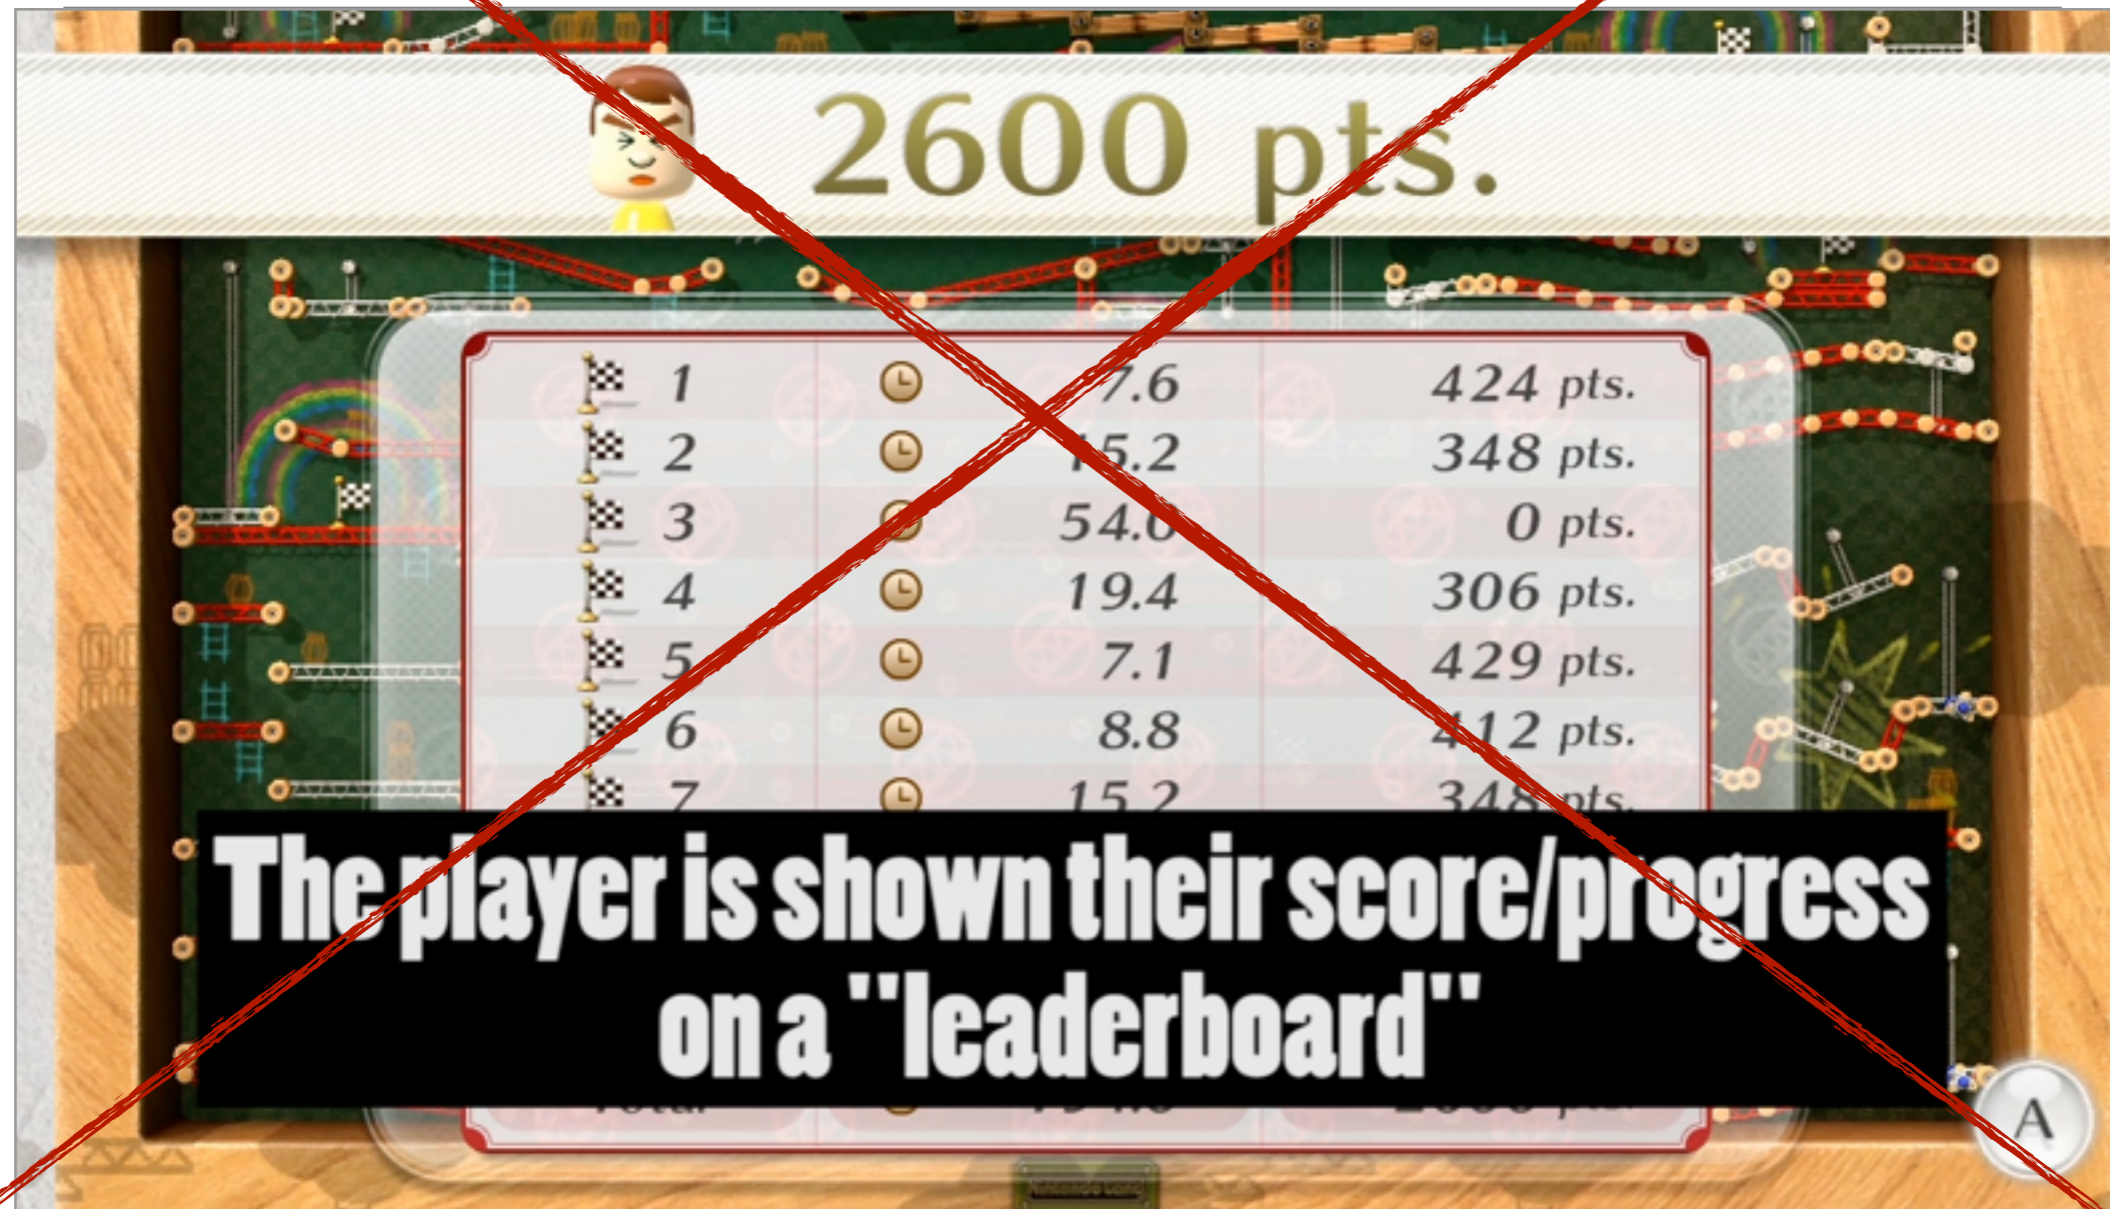 2600 pts.
1 7.6 424 pts.
2 15.2 348 pts.
3 54.0 0 pts.
4 19.4 306 pts.
5 7.1 429 pts.
6 8.8 412 pts.
7 15.2 348 pts.
The player is shown their score/progress
on a "leaderboard"
Total
A